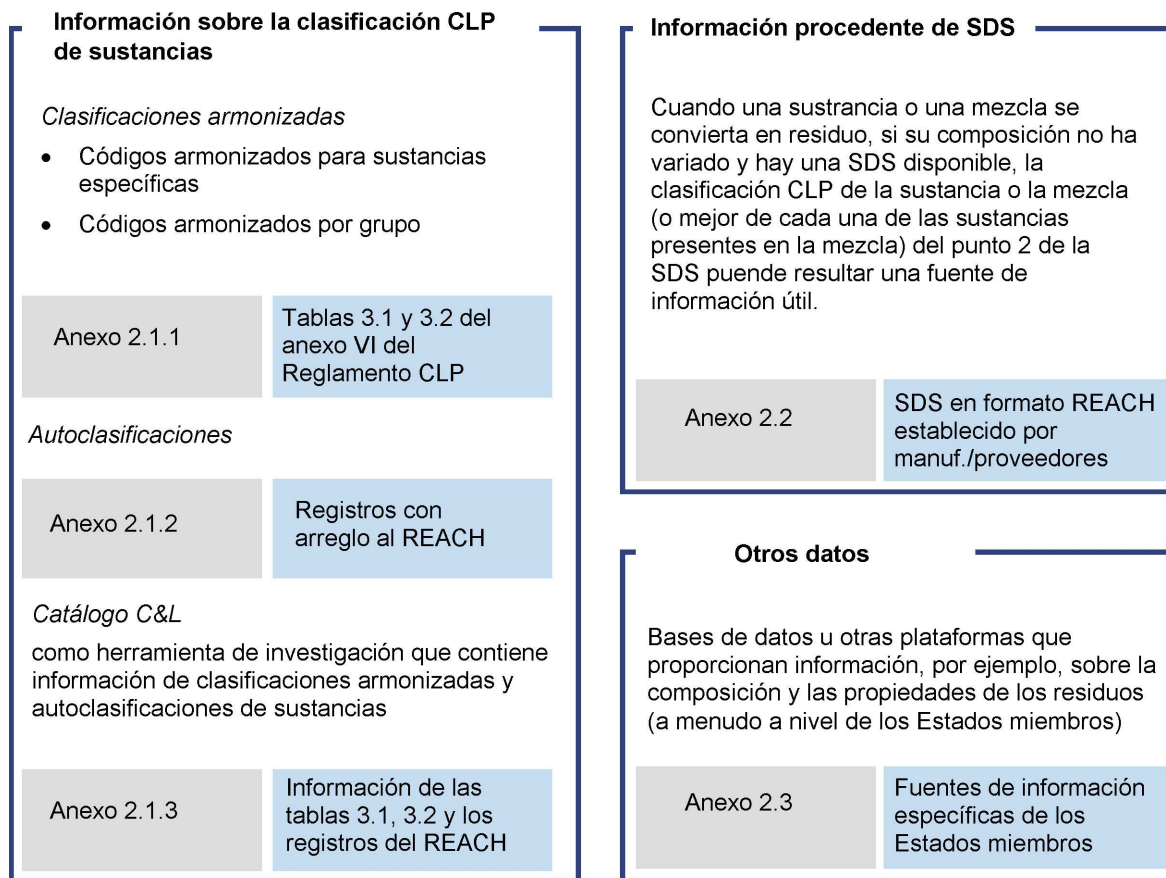 Información sobre la clasificación CLP
de sustancias
Clasificaciones armonizadas
• Códigos armonizados para sustancias
específicas
• Códigos armonizados por grupo
Anexo 2.1.1
Tablas 3.1 y 3.2 del
anexo VI del
Reglamento CLP
Autoclasificaciones
Anexo 2.1.2
Registros con
arreglo al REACH
Catálogo C&L
como herramienta de investigación que contiene
información de clasificaciones armonizadas y
autoclasificaciones de sustancias
Anexo 2.1.3
Información de las
tablas 3.1, 3.2 y los
registros del REACH
Información procedente de SDS
Cuando una sustrancia o una mezcla se
convierta en residuo, si su composición no ha
variado y hay una SDS disponible, la
clasificación CLP de la sustancia o la mezcla
(o mejor de cada una de las sustancias
presentes en la mezcla) del punto 2 de la
SDS puende resultar una fuente de
información útil.
Anexo 2.2
SDS en formato REACH
establecido por
manuf./proveedores
Otros datos
Bases de datos u otras plataformas que
proporcionan información, por ejemplo, sobre la
composición y las propiedades de los residuos
(a menudo a nivel de los Estados miembros)
Anexo 2.3
Fuentes de información
específicas de los
Estados miembros